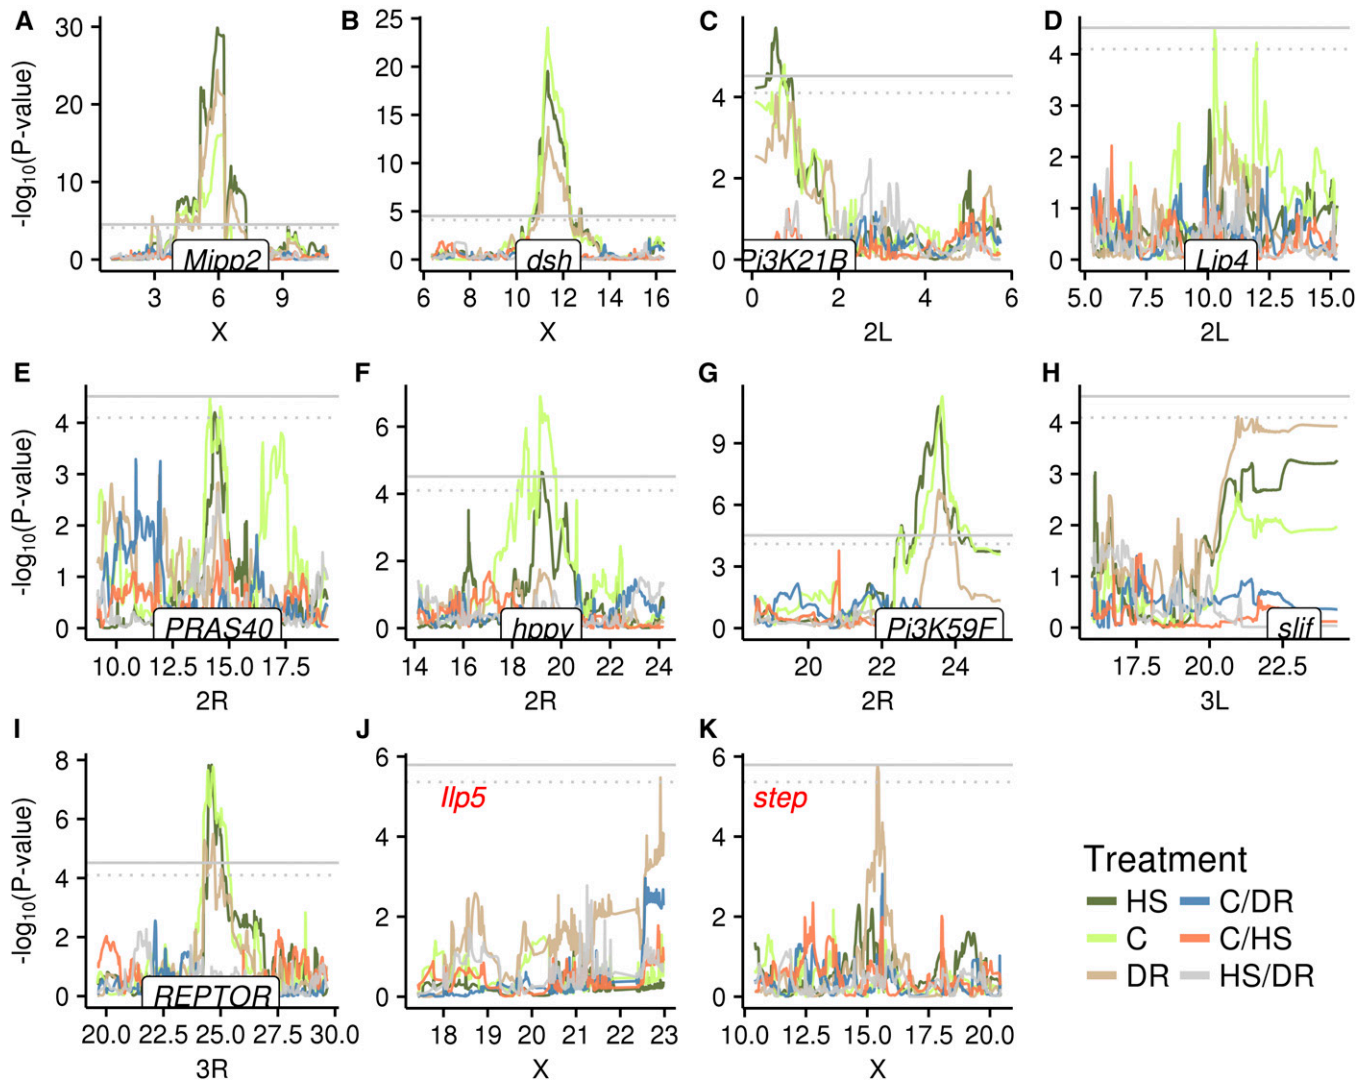 A
-log10(P-value)
30
20
10
0
Mipp2
3 6 9
X
B
25
20
15
10
5
0
dsh
6 8 10 12 14 16
X
C
4
2
0
Pi3K21B
0 2 4 6
2L
D
4
3
2
1
0
Lip4
5.0 7.5 10.0 12.5 15.0
2L
E
-log10(P-value)
4
3
2
1
0
PRAS40
10.0 12.5 15.0 17.5
2R
F
6
4
2
0
hppy
14 16 18 20 22 24
2R
G
9
6
3
0
Pi3K59F
20 22 24
2R
H
4
3
2
1
0
slif
17.5 20.0 22.5
3L
I
-log10(P-value)
8
6
4
2
0
REPTOR
20.0 22.5 25.0 27.5 30.0
3R
J
6
4
2
0
Ilp5
18 19 20 21 22 23
X
K
6
4
2
0
step
10.0 12.5 15.0 17.5 20.0
X
Treatment
HS C/DR
C C/HS
DR HS/DR